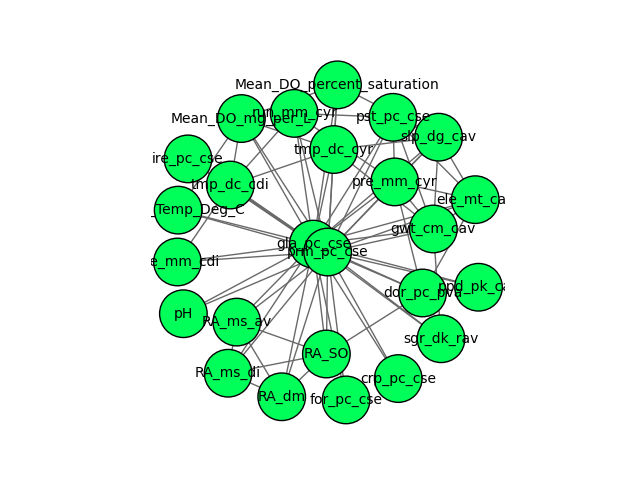 Mean_DO_percent_saturation
Mean_DO_mg_per_L
run_mm_cyr
pst_pc_cse
slp_dg_cav
tmp_dc_cyr
ire_pc_cse
tmp_dc_cdi
pre_mm_cyr
ele_mt_ca
_Temp_Deg_C
gwt_cm_cav
gla_pc_cse
prm_pc_cse
e_mm_cdi
dor_pc_pva
ppd_pk_ca
pH
RA_ms_av
sgr_dk_rav
RA_SO
RA_ms_di
crp_pc_cse
RA_dm
for_pc_cse